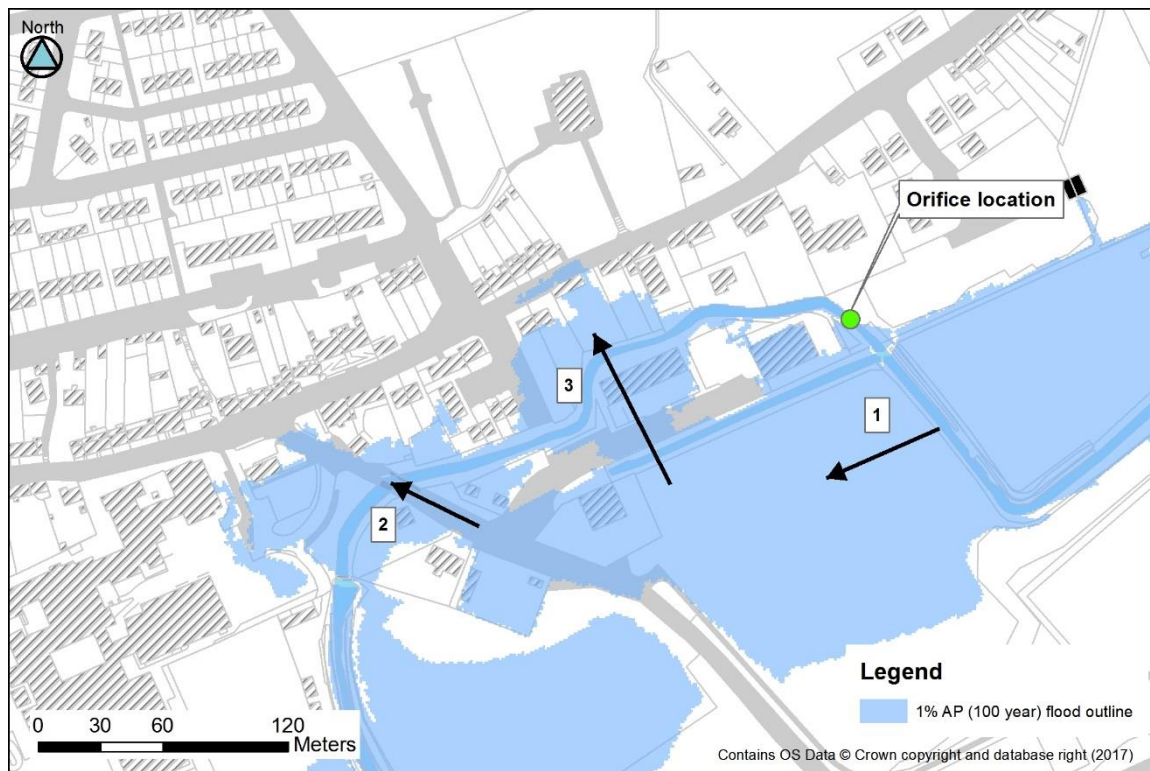 North
Orifice location
1
3
2
Legend
1% AP (100 year) flood outline
0 30 60 120
Meters
Contains OS Data © Crown copyright and database right (2017)